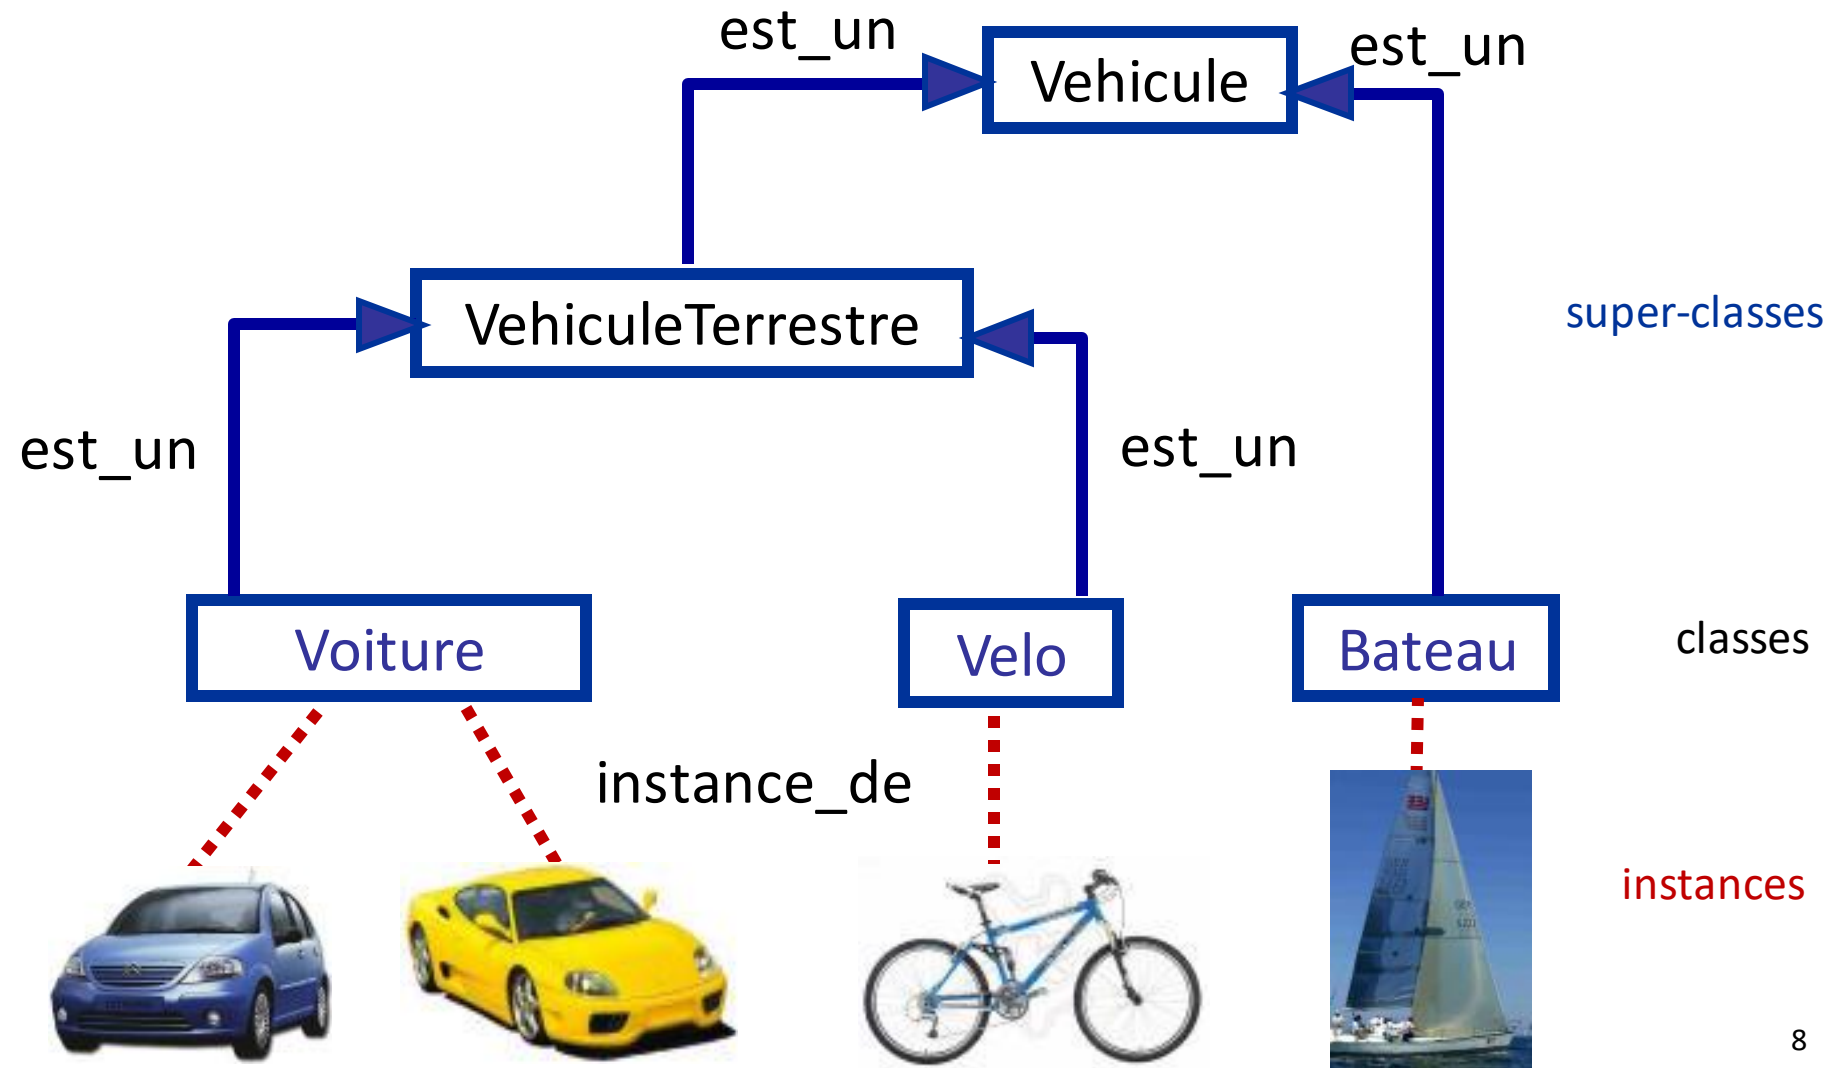 est_un
Vehicule
est_un
VehiculeTerrestre
super-classes
est_un
est_un
Voiture
Velo
Bateau
classes
instance_de
instances
8